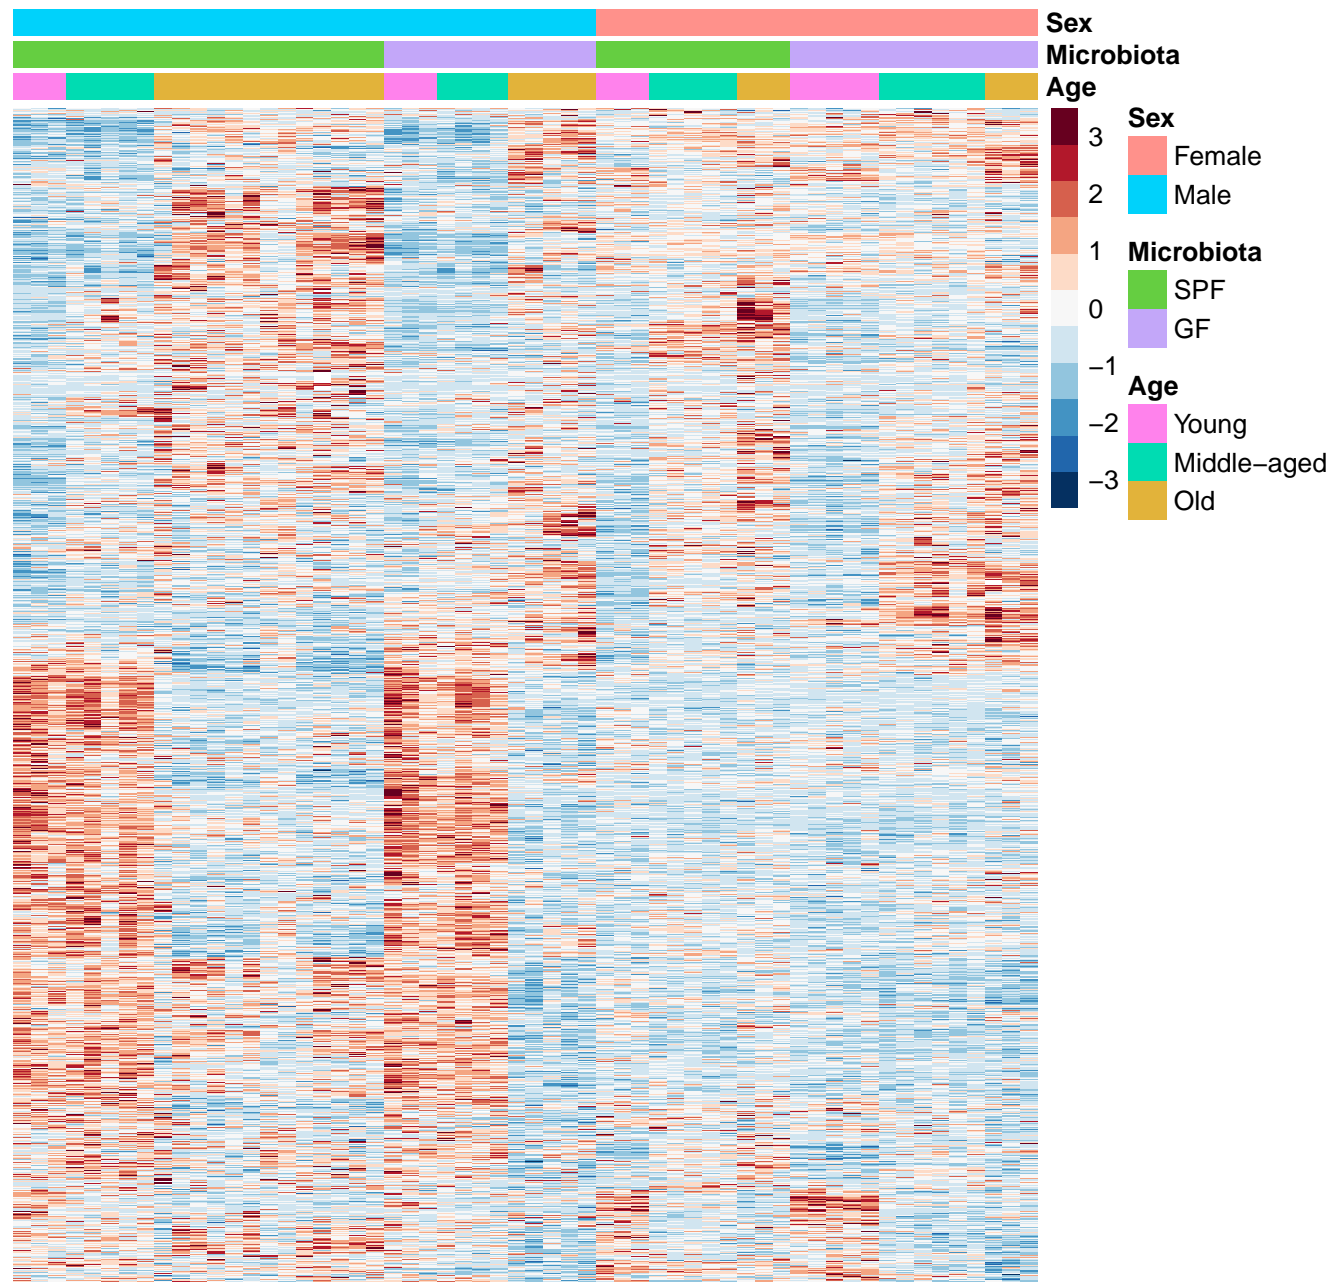 Sex
Microbiota
Age
3
2
1
0
−1
−2
−3
Sex
Female
Male
Microbiota
SPF
GF
Age
Young
Middle−aged
Old